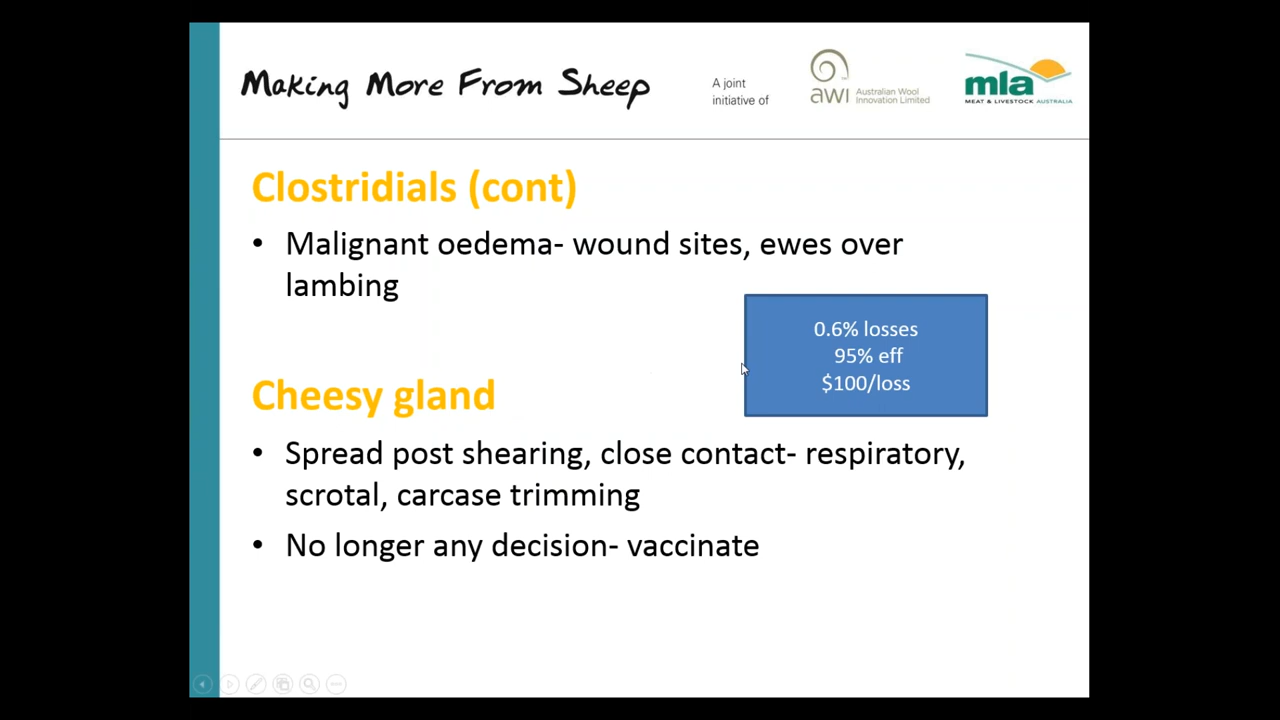 Making More From Sheep
A joint
initiative of
awi
Australian Wool
Innovation Limited
mla
MEAT & LIVESTOCK AUSTRALIA
Clostridials (cont)
• Malignant oedema- wound sites, ewes over
lambing
0.6% losses
95% eff
$100/loss
Cheesy gland
• Spread post shearing, close contact- respiratory,
scrotal, carcase trimming
• No longer any decision- vaccinate